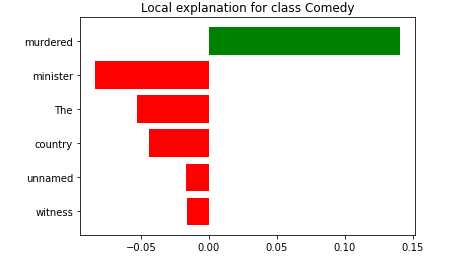 Local explanation for class Comedy
murdered
minister
The
country
unnamed
witness
−0.05 0.00 0.05 0.10 0.15